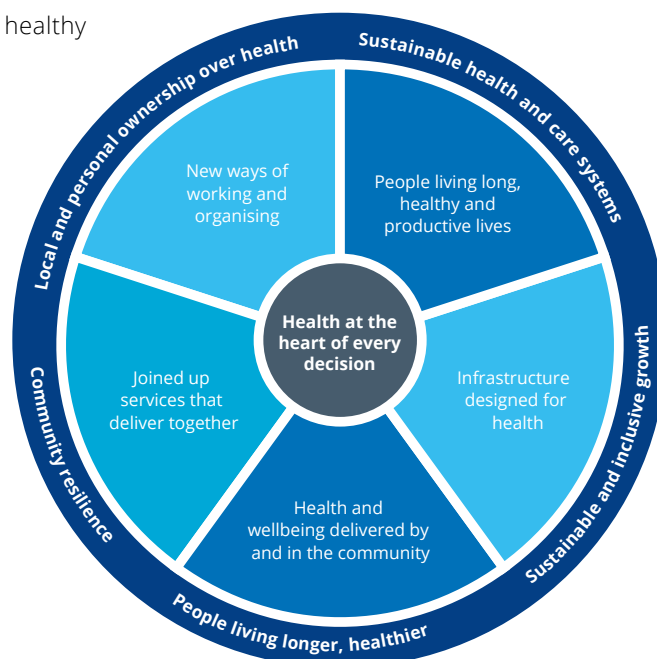 healthy
Local and personal ownership over health
Sustainable health and care systems
New ways of
working and
organising
People living long,
healthy and
productive lives
Health at the
heart of every
decision
Joined up
services that
deliver together
Infrastructure
designed for
health
Health and
wellbeing delivered by
and in the community
Community resilience
Sustainable and inclusive growth
People living longer, healthier